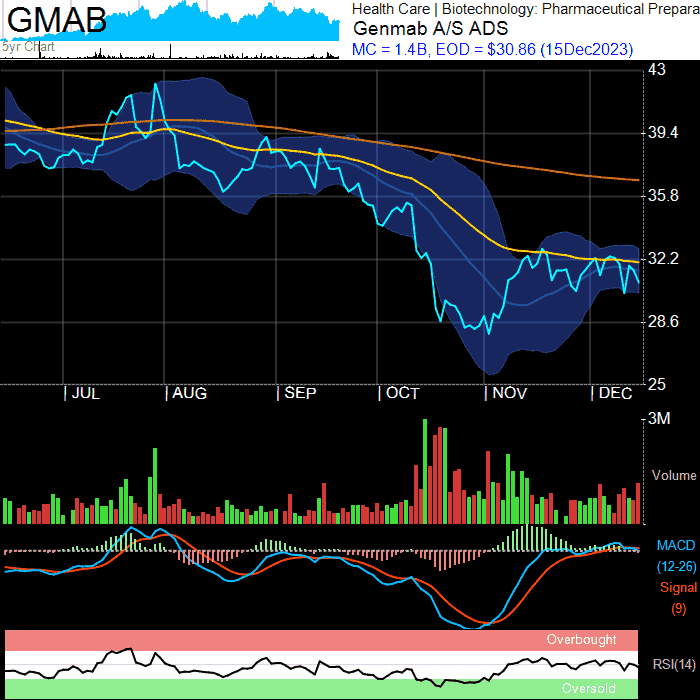 GMAB
5yr Chart
Health Care | Biotechnology: Pharmaceutical Prepara
Genmab A/S ADS
MC = 1.4B, EOD = $30.86 (15Dec2023)
43
39.4
35.8
32.2
28.6
25
JUL AUG SEP OCT NOV DEC
3M
Volume
MACD
(12-26)
Signal
(9)
Overbought
RSI(14)
Oversold